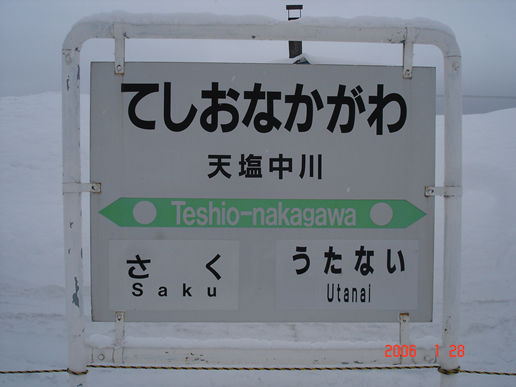 てしおなかがわ
天塩中川
Teshio-nakagawa
さく
Saku
うたない
Utanai
2006 1 28